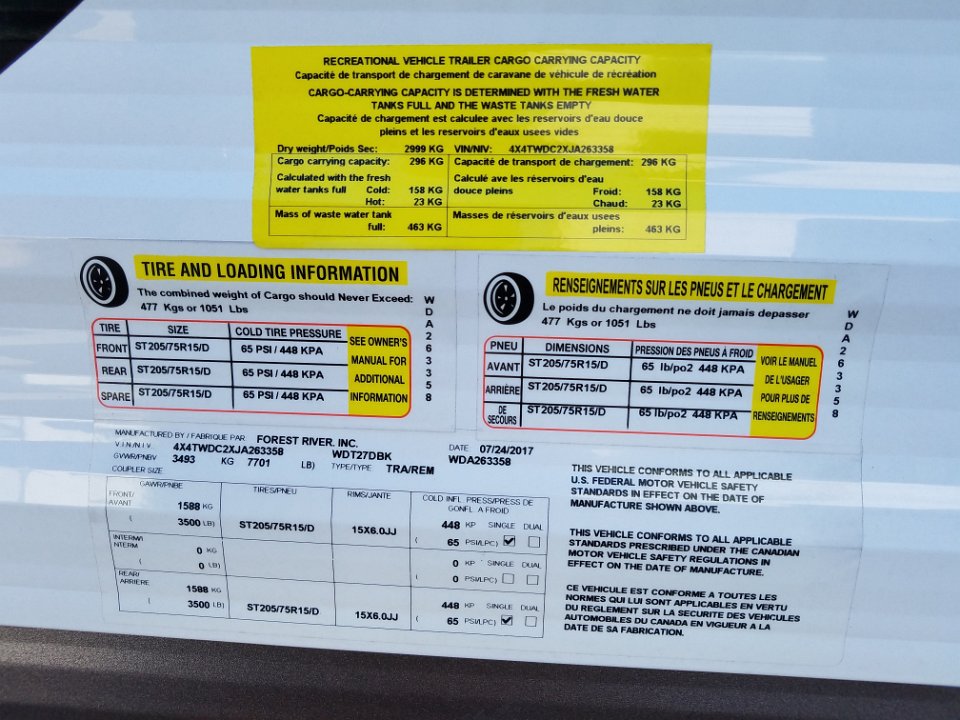 RECREATIONAL VEHICLE TRAILER CARGO CARRYING CAPACITY
Capacité de transport de chargement de caravane de véhicule de récréation
CARGO-CARRYING CAPACITY IS DETERMINED WITH THE FRESH WATER
TANKS FULL AND THE WASTE TANKS EMPTY
Capacité de chargement est calculee avec les reservoirs d'eau douce
pleins et les reservoirs d'eaux usees vides
Dry weight/Poids Sec: 2999 KG VIN/NIV: 4X4TWDC2XJA263358
Cargo carrying capacity: 296 KG Capacité de transport de chargement: 296 KG
Calculated with the fresh Calculé ave les réservoirs d'eau
water tanks full Cold: 158 KG douce pleins Froid: 158 KG
Hot: 23 KG Chaud: 23 KG
Mass of waste water tank Masses de réservoirs d'eaux usees
full: 463 KG pleins: 463 KG
TIRE AND LOADING INFORMATION
The combined weight of Cargo should Never Exceed:
477 Kgs or 1051 Lbs
TIRE SIZE COLD TIRE PRESSURE SEE OWNER'S
FRONT ST205/75R15/D 65 PSI / 448 KPA MANUAL FOR
REAR ST205/75R15/D 65 PSI / 448 KPA ADDITIONAL
SPARE ST205/75R15/D 65 PSI / 448 KPA INFORMATION
W
D
A
2
6
3
3
5
8
RENSEIGNEMENTS SUR LES PNEUS ET LE CHARGEMENT
Le poids du chargement ne doit jamais depasser
477 Kgs or 1051 Lbs
PNEU DIMENSIONS PRESSION DES PNEUS À FROID VOIR LE MANUEL
AVANT ST205/75R15/D 65 lb/po2 448 KPA DE L'USAGER
ARRIÈRE ST205/75R15/D 65 lb/po2 448 KPA POUR PLUS DE
DE SECOURS ST205/75R15/D 65 lb/po2 448 KPA RENSEIGNEMENTS
W
D
A
2
6
3
3
5
8
MANUFACTURED BY / FABRIQUE PAR FOREST RIVER, INC. DATE 07/24/2017
V I N / N I V 4X4TWDC2XJA263358 WDT27DBK WDA263358
GVWR/PNBV 3493 KG 7701 LB) TYPE/TYPE TRA/REM
COUPLER SIZE
GAWR/PNBE TIRES/PNEU RIMS/JANTE COLD INFL PRESS/PRESS DE
GONFL A FROID
FRONT/
AVANT 1588 KG 448 KP SINGLE DUAL
( 3500 LB) ST205/75R15/D 15X6.0JJ ( 65 PSI/LPC)
INTERM/
NTERM 0 KG 0 KP SINGLE DUAL
( 0 LB) ( 0 PSI/LPC)
REAR/
ARRIERE 1588 KG 448 KP SINGLE DUAL
( 3500 LB) ST205/75R15/D 15X6.0JJ ( 65 PSI/LPC)
THIS VEHICLE CONFORMS TO ALL APPLICABLE
U.S. FEDERAL MOTOR VEHICLE SAFETY
STANDARDS IN EFFECT ON THE DATE OF
MANUFACTURE SHOWN ABOVE.
THIS VEHICLE CONFORMS TO ALL APPLICABLE
STANDARDS PRESCRIBED UNDER THE CANADIAN
MOTOR VEHICLE SAFETY REGULATIONS IN
EFFECT ON THE DATE OF MANUFACTURE.
CE VEHICULE EST CONFORME A TOUTES LES
NORMES QUI LUI SONT APPLICABLES EN VERTU
DU REGLEMENT SUR LA SECURITE DES VEHICULES
AUTOMOBILES DU CANADA EN VIGUEUR A LA
DATE DE SA FABRICATION.